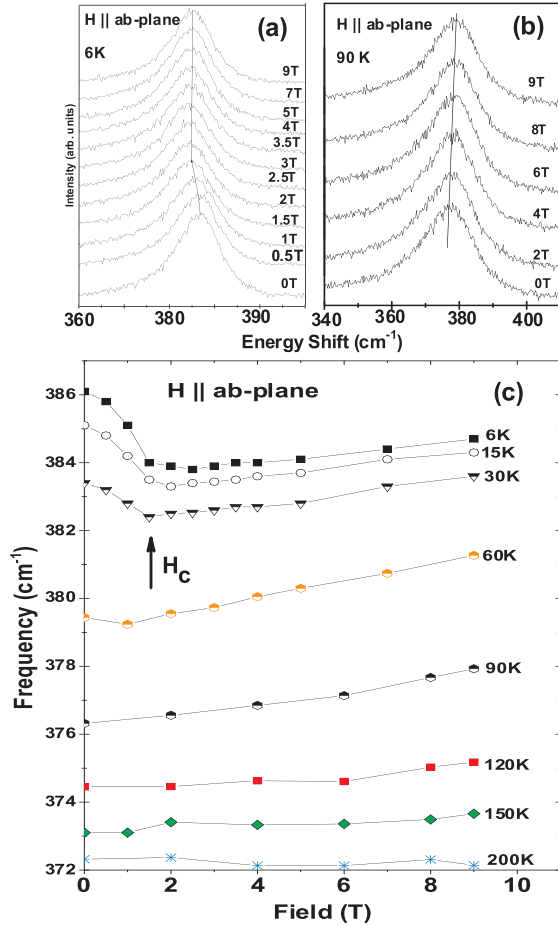 H || ab-plane
(a)
6K
9T
7T
5T
4T
3.5T
3T
2.5T
2T
1.5T
1T
0.5T
0T
Intensity (arb. units)
360
380
400
H || ab-plane
(b)
90 K
9T
8T
6T
4T
2T
0T
340
360
380
400
Energy Shift (cm-1)
H || ab-plane
(c)
386
384
382
380
378
376
374
372
Frequency (cm-1)
6K
15K
30K
Hc
60K
90K
120K
150K
200K
0
2
4
6
8
10
Field (T)